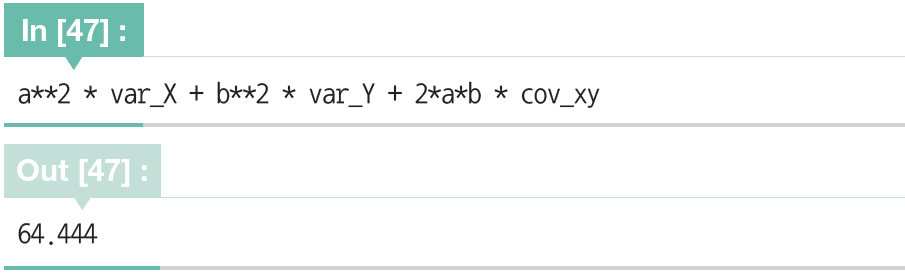 In [47] :
a**2 * var_X + b**2 * var_Y + 2*a*b * cov_xy
Out [47] :
64.444